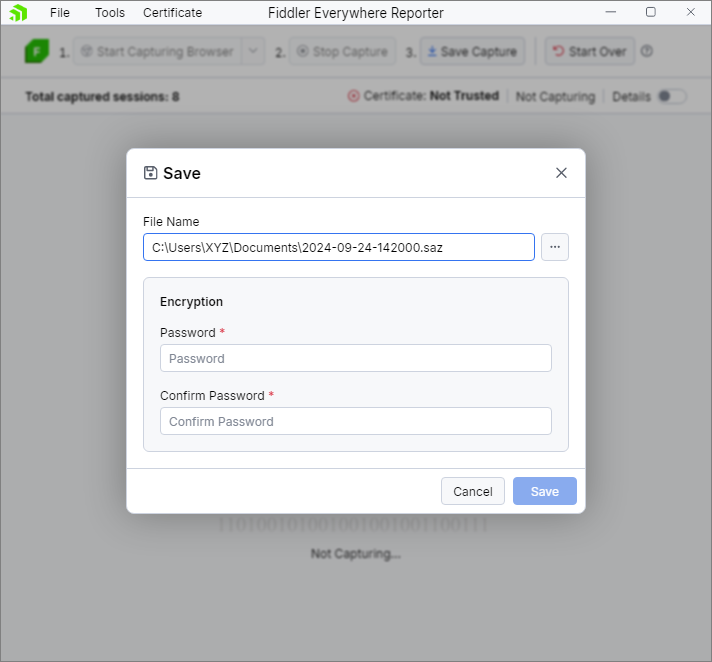 File Tools Certificate Fiddler Everywhere Reporter
F 1. Start Capturing Browser 2. Stop Capture 3. Save Capture Start Over
Total captured sessions: 8 Certificate: Not Trusted Not Capturing Details
Save
File Name
C:\Users\XYZ\Documents\2024-09-24-142000.saz ...
Encryption
Password *
Password
Confirm Password *
Confirm Password
Cancel Save
Not Capturing...